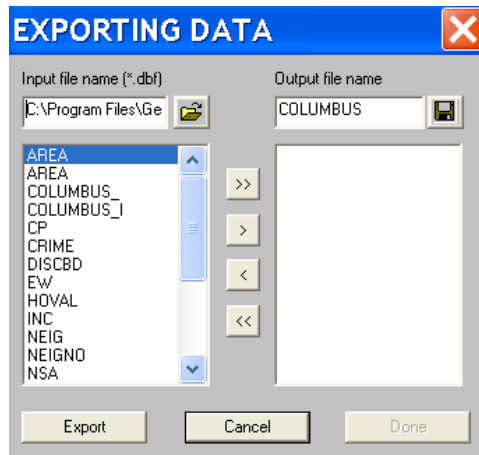 EXPORTING DATA
Input file name (*.dbf)
Output file name
C:\Program Files\Ge
COLUMBUS
AREA
AREA
COLUMBUS_
COLUMBUS_I
CP
CRIME
DISCBD
EW
HOVAL
INC
NEIG
NEIGNO
NSA
>>
>
<
<<
Export
Cancel
Done